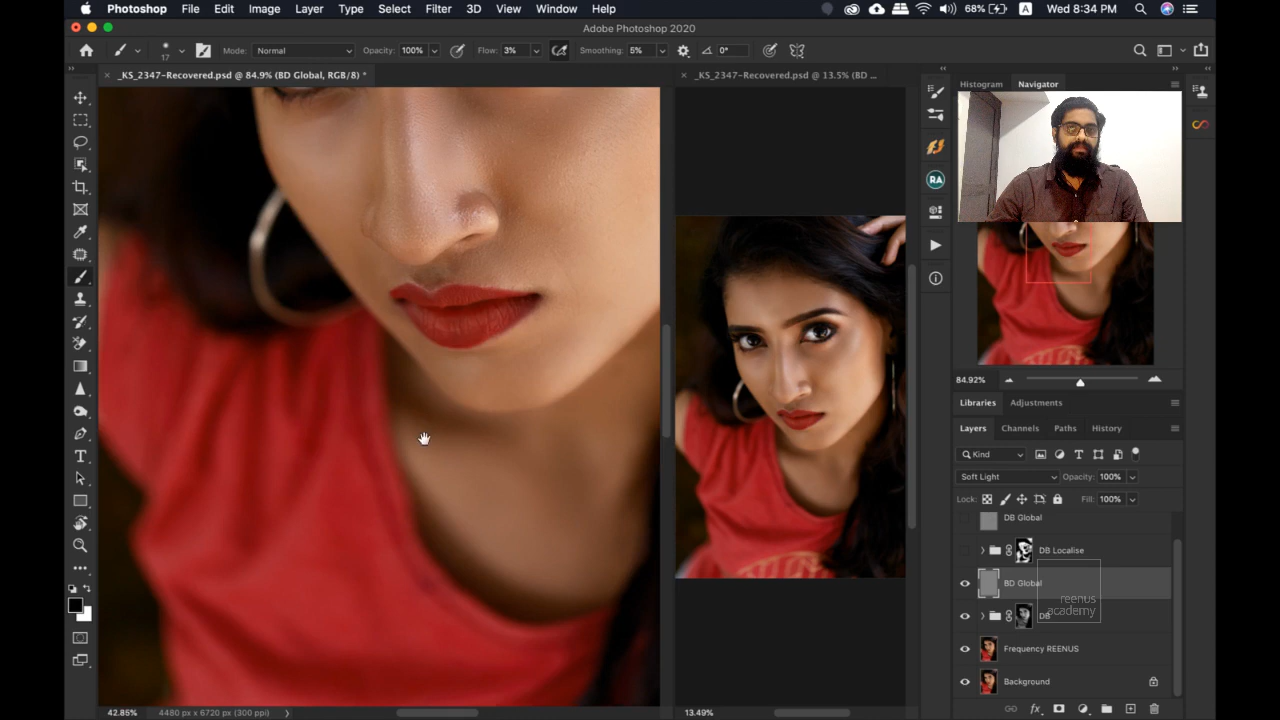 Photoshop File Edit Image Layer Type Select Filter 3D View Window Help 68% A Wed 8:34 PM
Adobe Photoshop 2020
17 Mode: Normal Opacity: 100% Flow: 3% Smoothing: 5% 0°
_KS_2347-Recovered.psd @ 84.9% (BD Global, RGB/8) *
_KS_2347-Recovered.psd @ 13.5% (BD ...
Histogram Navigator
RA
84.92%
Libraries Adjustments
Layers Channels Paths History
Kind
Soft Light Opacity: 100%
Lock: Fill: 100%
DB Global
DB Localise
BD Global
reenus
academy
DB
Frequency REENUS
Background
fx
42.85% 4480 px x 6720 px (300 ppi)
13.49%